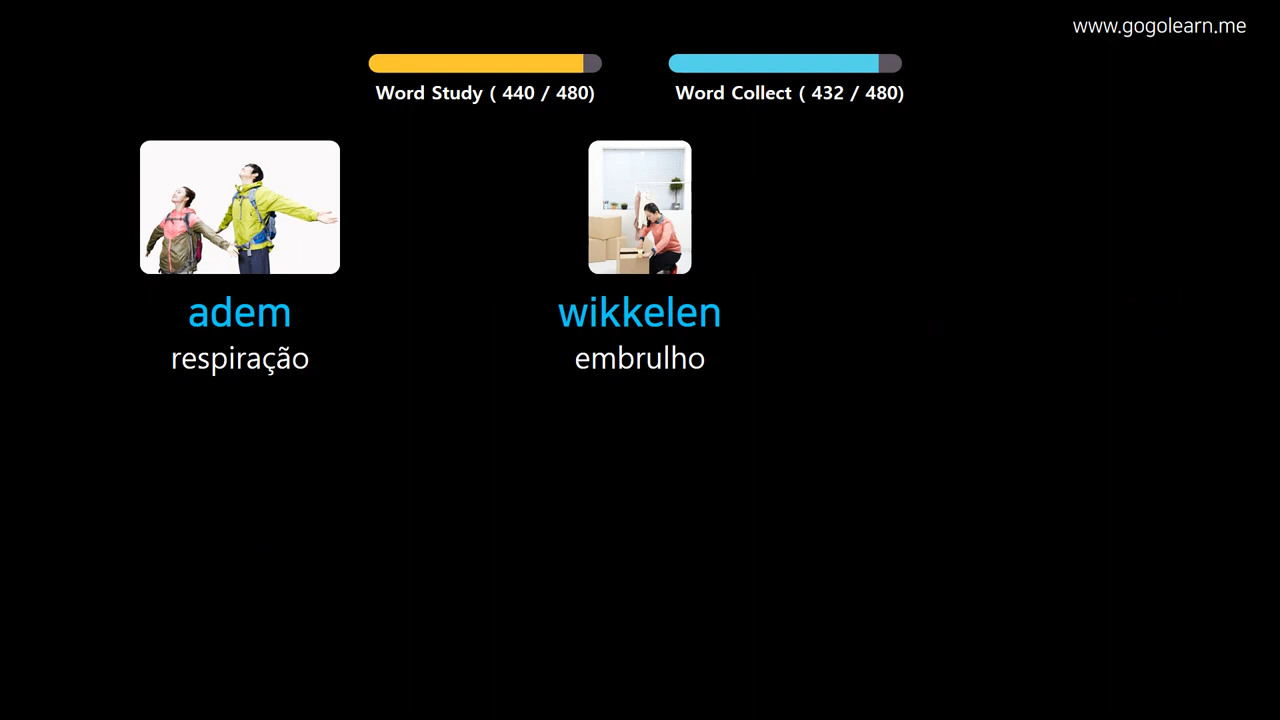 www.gogolearn.me
Word Study ( 440 / 480)
Word Collect ( 432 / 480)
adem
respiração
wikkelen
embrulho